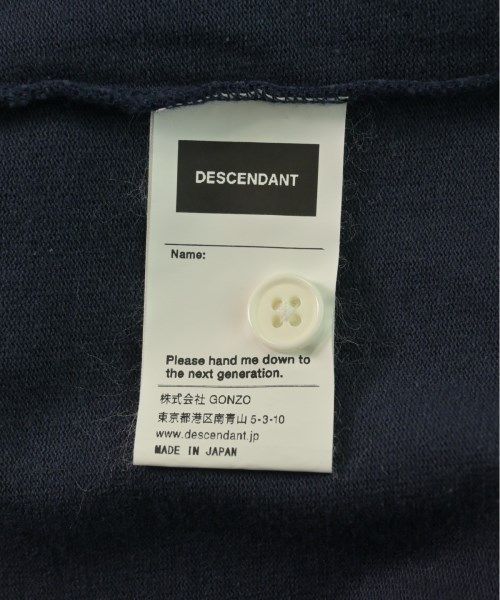 DESCENDANT
Name:
Please hand me down to
the next generation.
株式会社 GONZO
東京都港区南青山 5-3-10
www.descendant.jp
MADE IN JAPAN